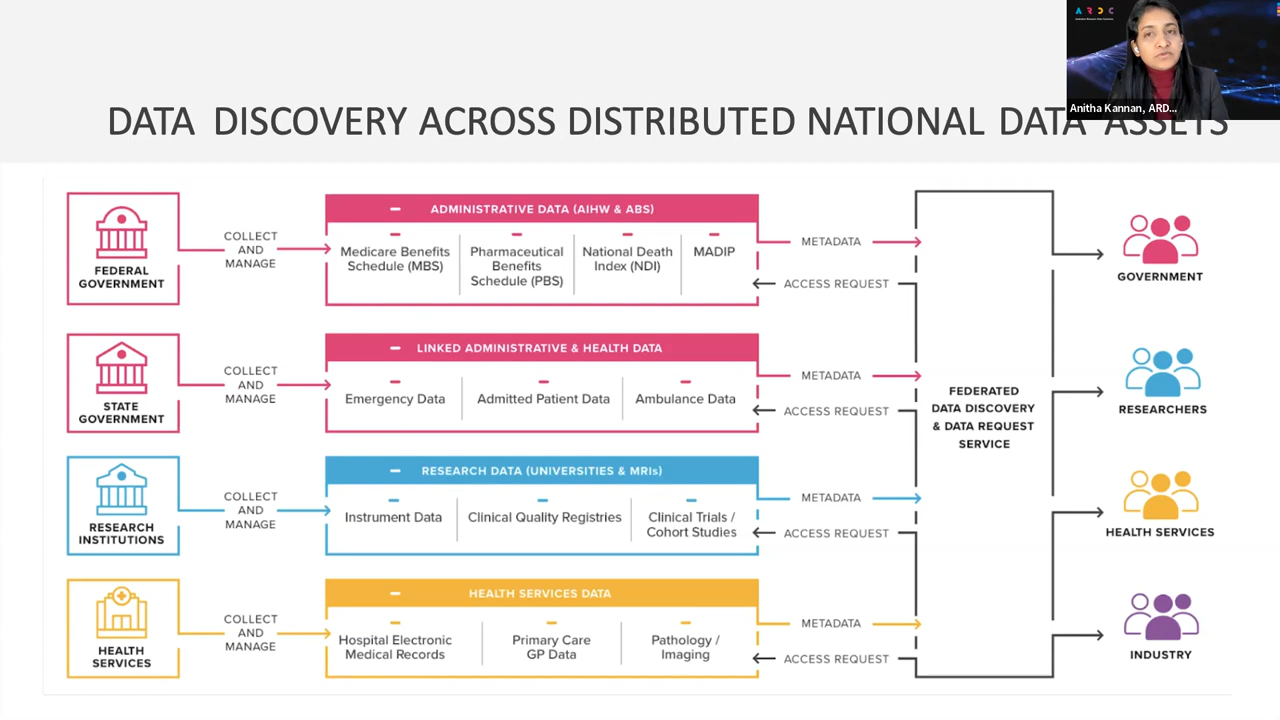 A R D C
Anitha Kannan, ARD...
DATA DISCOVERY ACROSS DISTRIBUTED NATIONAL DATA ASSETS
FEDERAL
GOVERNMENT
COLLECT
AND
MANAGE
ADMINISTRATIVE DATA (AIHW & ABS)
Medicare Benefits
Schedule (MBS)
Pharmaceutical
Benefits
Schedule (PBS)
National Death
Index (NDI)
MADIP
METADATA
ACCESS REQUEST
STATE
GOVERNMENT
COLLECT
AND
MANAGE
LINKED ADMINISTRATIVE & HEALTH DATA
Emergency Data
Admitted Patient Data
Ambulance Data
METADATA
ACCESS REQUEST
RESEARCH
INSTITUTIONS
COLLECT
AND
MANAGE
RESEARCH DATA (UNIVERSITIES & MRIs)
Instrument Data
Clinical Quality Registries
Clinical Trials /
Cohort Studies
METADATA
ACCESS REQUEST
HEALTH
SERVICES
COLLECT
AND
MANAGE
HEALTH SERVICES DATA
Hospital Electronic
Medical Records
Primary Care
GP Data
Pathology /
Imaging
METADATA
ACCESS REQUEST
FEDERATED
DATA DISCOVERY
& DATA REQUEST
SERVICE
GOVERNMENT
RESEARCHERS
HEALTH SERVICES
INDUSTRY